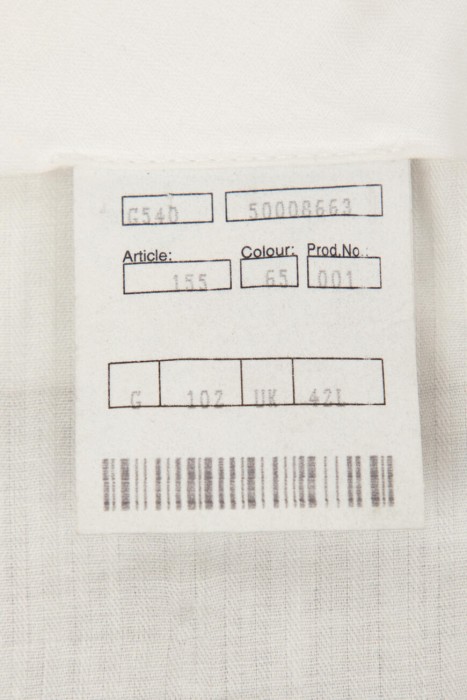 G540 50008663
Article: Colour: Prod.No.:
155 65 001
G 102 UK 42L